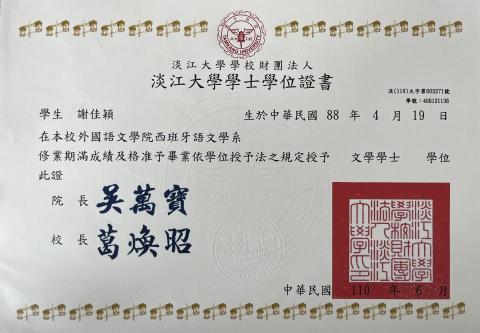 淡江大學學校財團法人
淡江大學學士學位證書
淡(110)大字第003271號
學號：406121136
學生 謝佳穎 生於中華民國 88 年 4 月 19 日
在本校外國語文學院西班牙語文學系
修業期滿成績及格准予畢業依學位授予法之規定授予 文學學士 學位
此證
院長 吳萬寶
校長 葛煥昭
中華民國 110 年 6 月